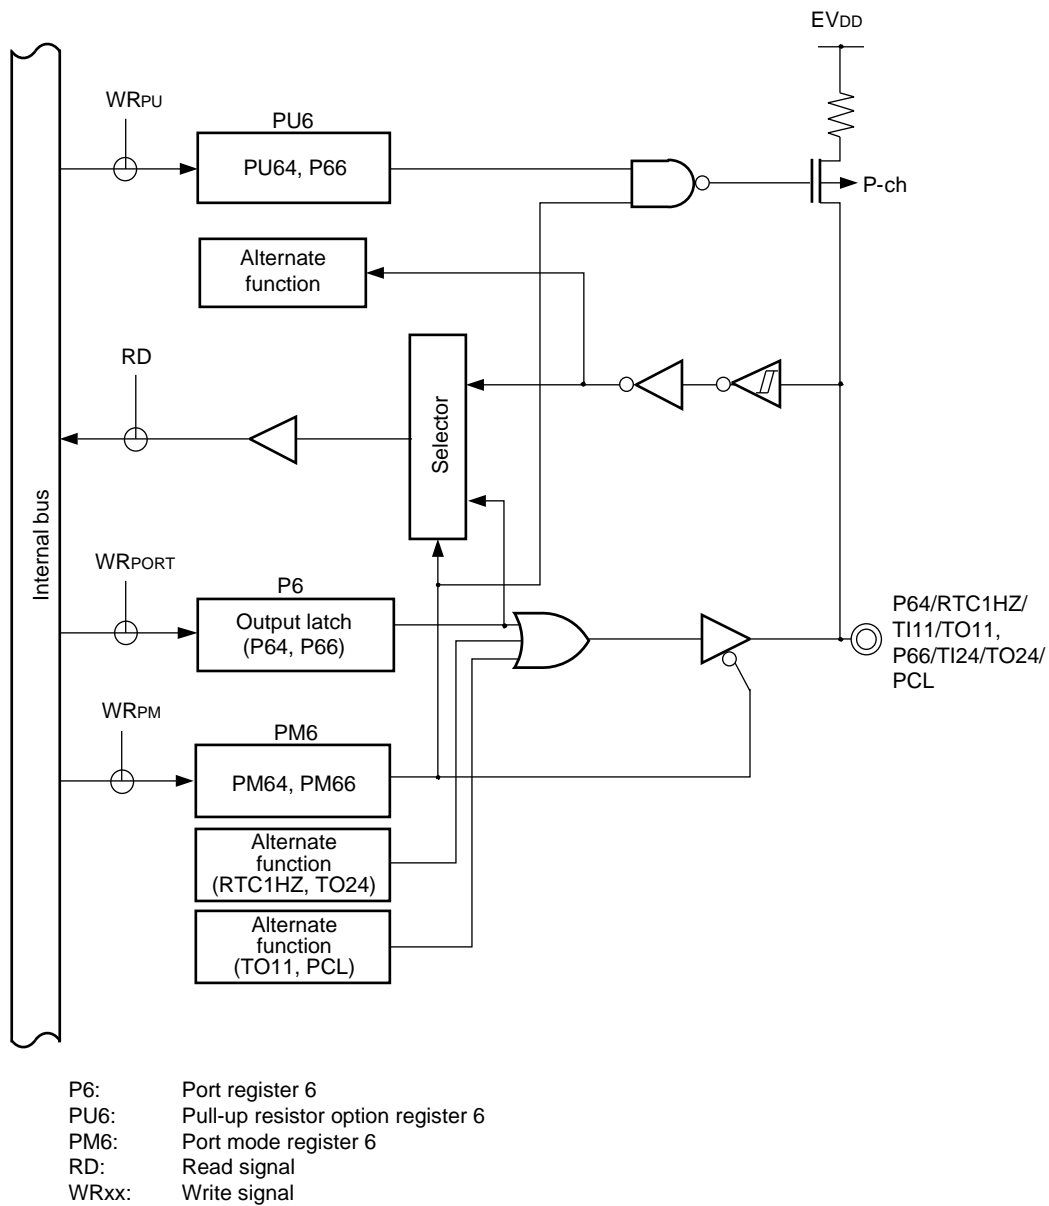 EVDD
WRPU
PU6
PU64, P66
P-ch
Alternate
function
RD
Selector
Internal bus
WRPORT
P6
Output latch
(P64, P66)
P64/RTC1HZ/
TI11/TO11,
P66/TI24/TO24/
PCL
WRPM
PM6
PM64, PM66
Alternate
function
(RTC1HZ, TO24)
Alternate
function
(TO11, PCL)
P6: Port register 6
PU6: Pull-up resistor option register 6
PM6: Port mode register 6
RD: Read signal
WRxx: Write signal